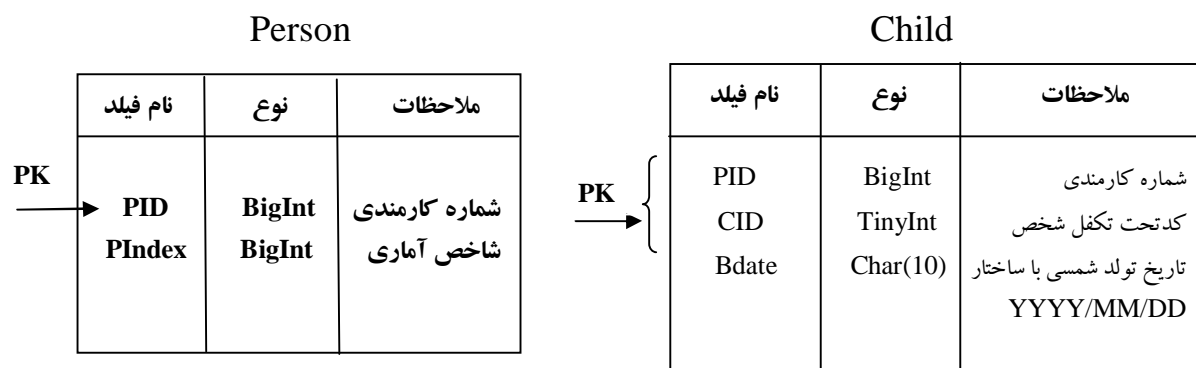 Person
نام فیلد نوع ملاحظات
PK
PID BigInt شماره کارمندی
PIndex BigInt شاخص آماری
Child
نام فیلد نوع ملاحظات
PK
PID BigInt شماره کارمندی
CID TinyInt کدتحت تکفل شخص
Bdate Char(10) تاریخ تولد شمسی با ساختار
YYYY/MM/DD